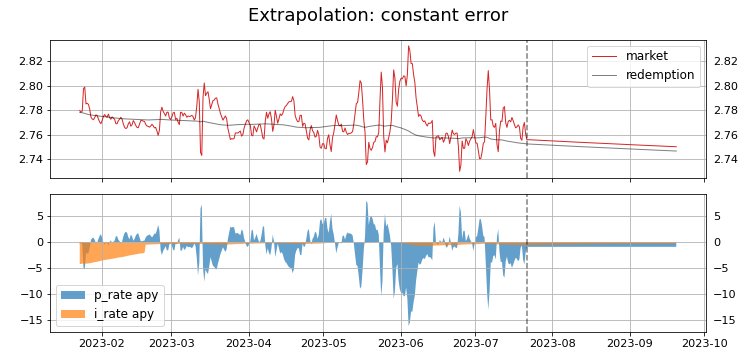 Extrapolation: constant error
2.82 2.82
2.80 2.80
2.78 2.78
2.76 2.76
2.74 2.74
market
redemption
5 5
0 0
−5 −5
−10 −10
−15 −15
p_rate apy
i_rate apy
2023-02 2023-03 2023-04 2023-05 2023-06 2023-07 2023-08 2023-09 2023-10